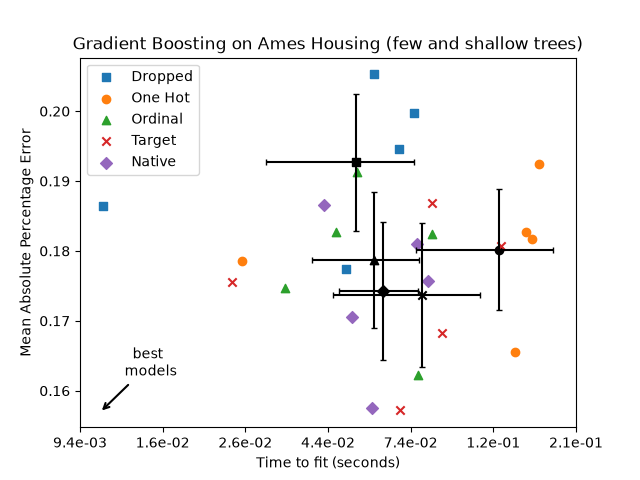 Gradient Boosting on Ames Housing (few and shallow trees)
Dropped
One Hot
Ordinal
Target
Native
Mean Absolute Percentage Error
0.20
0.19
0.18
0.17
0.16
best
models
9.4e-03
1.6e-02
2.6e-02
4.4e-02
7.4e-02
1.2e-01
2.1e-01
Time to fit (seconds)